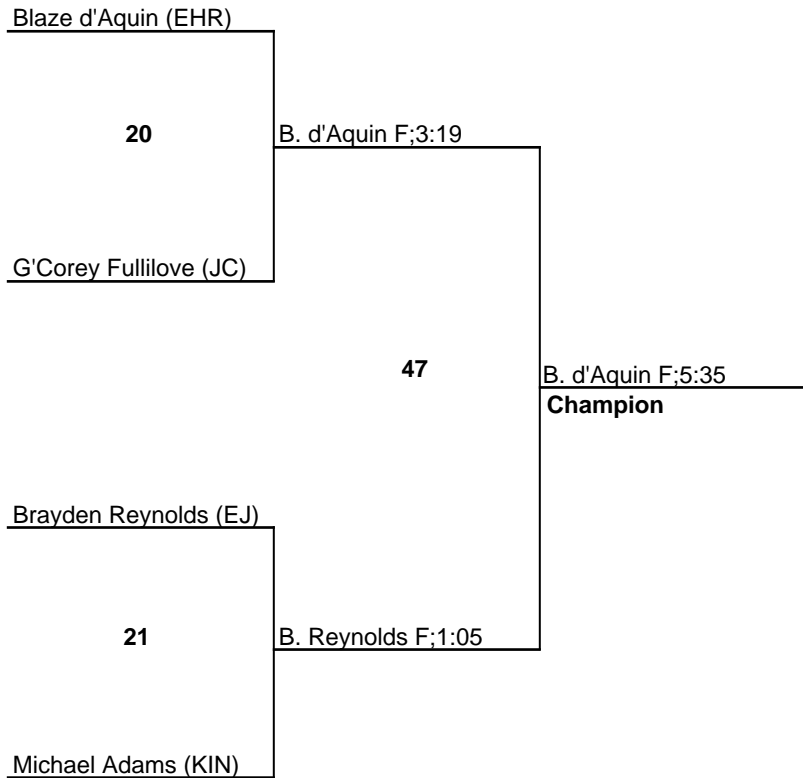 Blaze d'Aquin (EHR)
20
B. d'Aquin F;3:19
G'Corey Fullilove (JC)
47
B. d'Aquin F;5:35
Champion
Brayden Reynolds (EJ)
21
B. Reynolds F;1:05
Michael Adams (KIN)